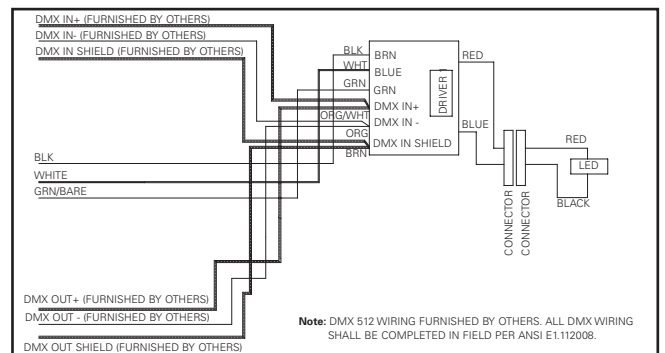 DMX IN+ (FURNISHED BY OTHERS)
DMX IN- (FURNISHED BY OTHERS)
DMX IN SHIELD (FURNISHED BY OTHERS)
BLK
WHT
GRN
ORG/WHT
ORG
BRN
BRN
BLUE
GRN
DMX IN+
DMX IN -
DMX IN SHIELD
DRIVER 1
RED
BLUE
CONNECTOR
CONNECTOR
RED
LED
BLACK
BLK
WHITE
GRN/BARE
DMX OUT+ (FURNISHED BY OTHERS)
DMX OUT - (FURNISHED BY OTHERS)
DMX OUT SHIELD (FURNISHED BY OTHERS)
Note: DMX 512 WIRING FURNISHED BY OTHERS. ALL DMX WIRING
SHALL BE COMPLETED IN FIELD PER ANSI E1.112008.